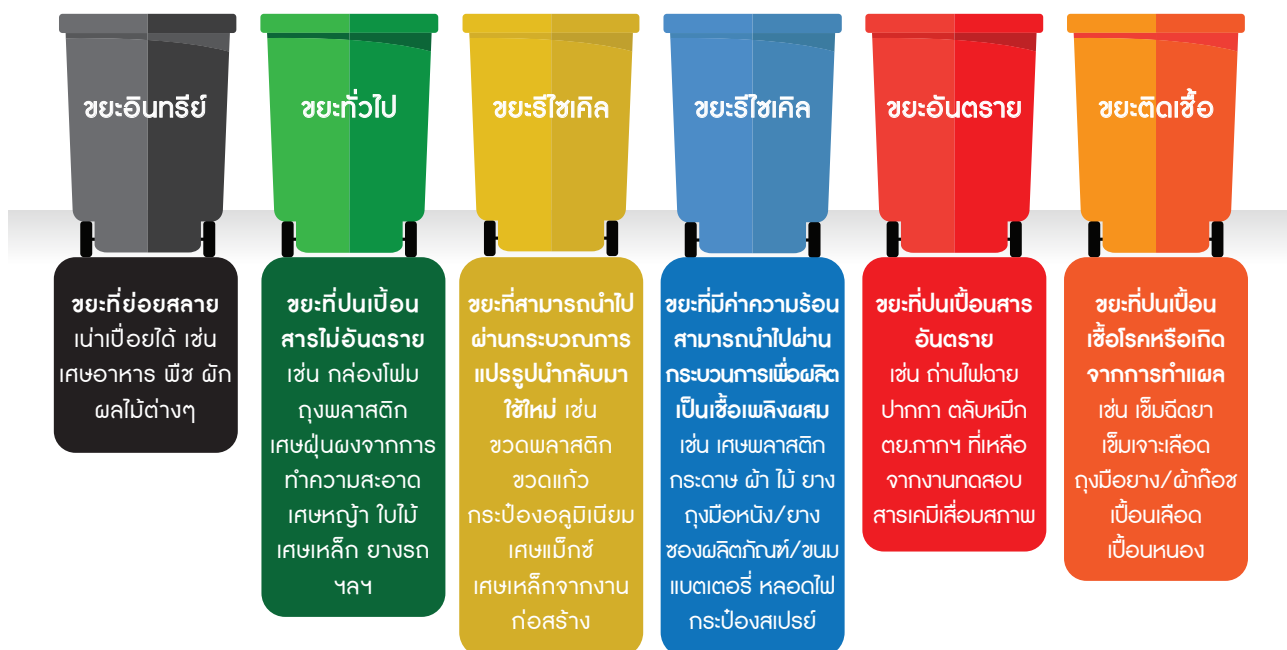 ขยะอินทรีย์
ขยะที่ย่อยสลาย
เน่าเปื่อยได้ เช่น
เศษอาหาร พืช ผัก
ผลไม้ต่างๆ
ขยะทั่วไป
ขยะที่ปนเปื้อน
สารไม่อันตราย
เช่น กล่องโฟม
ถุงพลาสติก
เศษฝุ่นผงจากการ
ทำความสะอาด
เศษหญ้า ใบไม้
เศษเหล็ก ยางรถ
ฯลฯ
ขยะรีไซเคิล
ขยะที่สามารถนำไป
ผ่านกระบวณการ
แปรรูปนำกลับมา
ใช้ใหม่ เช่น
ขวดพลาสติก
ขวดแก้ว
กระป๋องอลูมิเนียม
เศษแม็กซ์
เศษเหล็กจากงาน
ก่อสร้าง
ขยะรีไซเคิล
ขยะที่มีค่าความร้อน
สามารถนำไปผ่าน
กระบวนการเพื่อผลิต
เป็นเชื้อเพลิงผสม
เช่น เศษพลาสติก
กระดาษ ผ้า ไม้ ยาง
ถุงมือหนัง/ยาง
ซองผลิตภัณฑ์/ขนม
แบตเตอรี่ หลอดไฟ
กระป๋องสเปรย์
ขยะอันตราย
ขยะที่ปนเปื้อนสาร
อันตราย
เช่น ถ่านไฟฉาย
ปากกา ตลับหมึก
ตย.กากฯ ที่เหลือ
จากงานทดสอบ
สารเคมีเสื่อมสภาพ
ขยะติดเชื้อ
ขยะที่ปนเปื้อน
เชื้อโรคหรือเกิด
จากการทำแผล
เช่น เข็มฉีดยา
เข็มเจาะเลือด
ถุงมือยาง/ผ้าก๊อซ
เปื้อนเลือด
เปื้อนหนอง